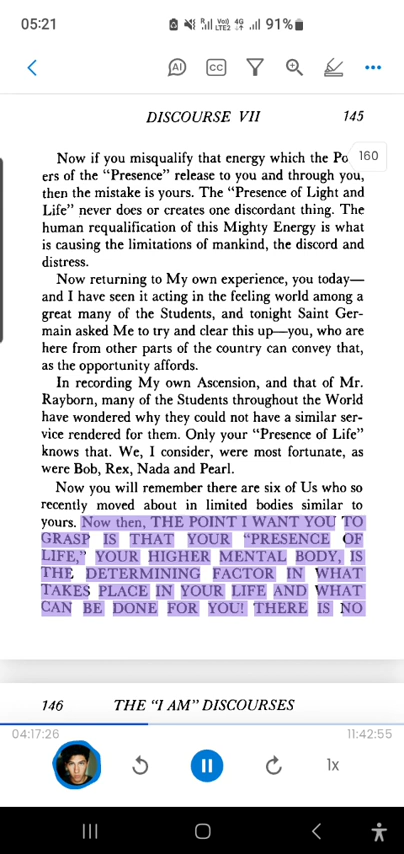 05:21
91%
AI
CC
DISCOURSE VII 145
160
Now if you misqualify that energy which the Po
ers of the “Presence” release to you and through you,
then the mistake is yours. The “Presence of Light and
Life” never does or creates one discordant thing. The
human requalification of this Mighty Energy is what
is causing the limitations of mankind, the discord and
distress.
Now returning to My own experience, you today—
and I have seen it acting in the feeling world among a
great many of the Students, and tonight Saint Ger-
main asked Me to try and clear this up—you, who are
here from other parts of the country can convey that,
as the opportunity affords.
In recording My own Ascension, and that of Mr.
Rayborn, many of the Students throughout the World
have wondered why they could not have a similar ser-
vice rendered for them. Only your “Presence of Life”
knows that. We, I consider, were most fortunate, as
were Bob, Rex, Nada and Pearl.
Now you will remember there are six of Us who so
recently moved about in limited bodies similar to
yours. Now then, THE POINT I WANT YOU TO
GRASP IS THAT YOUR “PRESENCE OF
LIFE,” YOUR HIGHER MENTAL BODY, IS
THE DETERMINING FACTOR IN WHAT
TAKES PLACE IN YOUR LIFE AND WHAT
CAN BE DONE FOR YOU! THERE IS NO
146 THE “I AM” DISCOURSES
04:17:26 11:42:55
1x